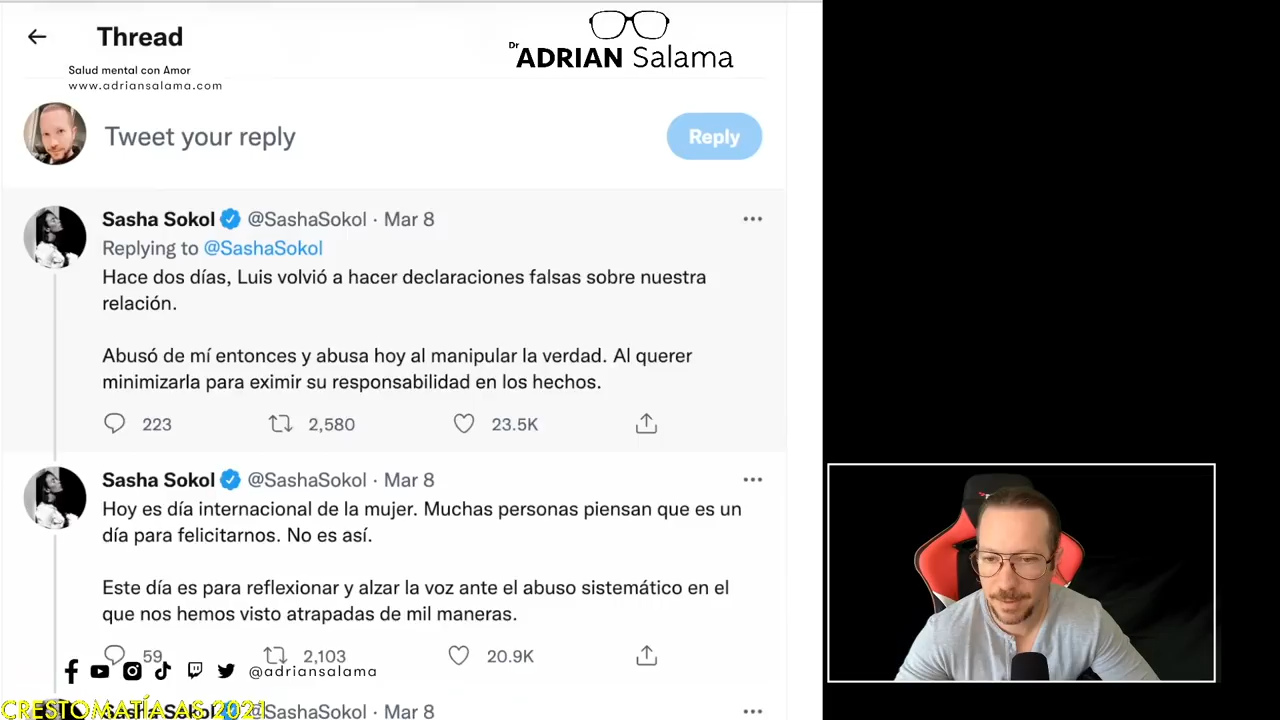 Thread
Dr ADRIAN Salama
Salud mental con Amor
www.adriansalama.com
Tweet your reply
Reply
Sasha Sokol @SashaSokol · Mar 8
Replying to @SashaSokol
Hace dos días, Luis volvió a hacer declaraciones falsas sobre nuestra
relación.
Abusó de mí entonces y abusa hoy al manipular la verdad. Al querer
minimizarla para eximir su responsabilidad en los hechos.
223 2,580 23.5K
Sasha Sokol @SashaSokol · Mar 8
Hoy es día internacional de la mujer. Muchas personas piensan que es un
día para felicitarnos. No es así.
Este día es para reflexionar y alzar la voz ante el abuso sistemático en el
que nos hemos visto atrapadas de mil maneras.
59 2,103 20.9K
@adriansalama
CRESTOMATÍA AS 2021
Sasha Sokol @SashaSokol · Mar 8